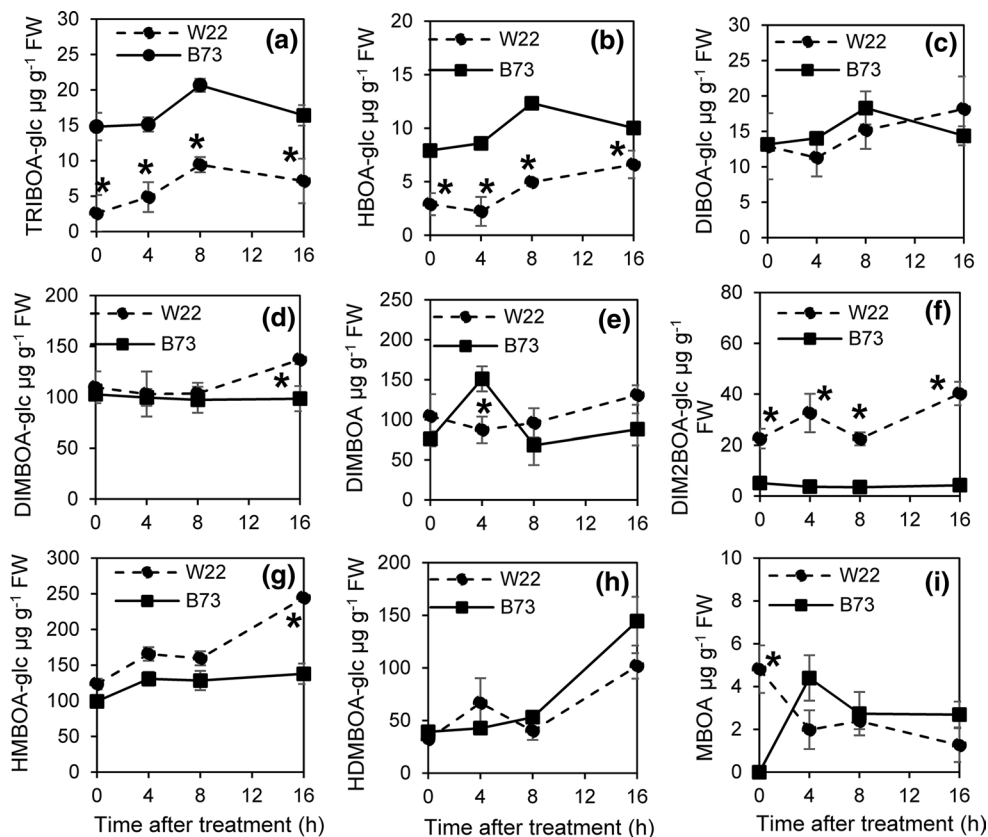 TRIBOA-glc µg g⁻¹ FW
30
25
20
15
10
5
0
0 4 8 12 16
W22
B73
(a)
* * * *
HBOA-glc µg g⁻¹ FW
20
15
10
5
0
0 4 8 12 16
W22
B73
(b)
* * * *
DIBOA-glc µg g⁻¹ FW
30
25
20
15
10
5
0
0 4 8 12 16
W22
B73
(c)
DIMBOA-glc µg g⁻¹ FW
200
150
100
50
0
0 4 8 12 16
W22
B73
(d)
*
DIMBOA µg g⁻¹ FW
250
200
150
100
50
0
0 4 8 12 16
W22
B73
(e)
*
DIM2BOA-glc µg g⁻¹
FW
80
60
40
20
0
0 4 8 12 16
W22
B73
(f)
* * * *
HMBOA-glc µg g⁻¹ FW
300
250
200
150
100
50
0
0 4 8 12 16
Time after treatment (h)
W22
B73
(g)
*
HDMBOA-glc µg g⁻¹ FW
200
150
100
50
0
0 4 8 12 16
Time after treatment (h)
W22
B73
(h)
MBOA µg g⁻¹ FW
10
8
6
4
2
0
0 4 8 12 16
Time after treatment (h)
W22
B73
(i)
*